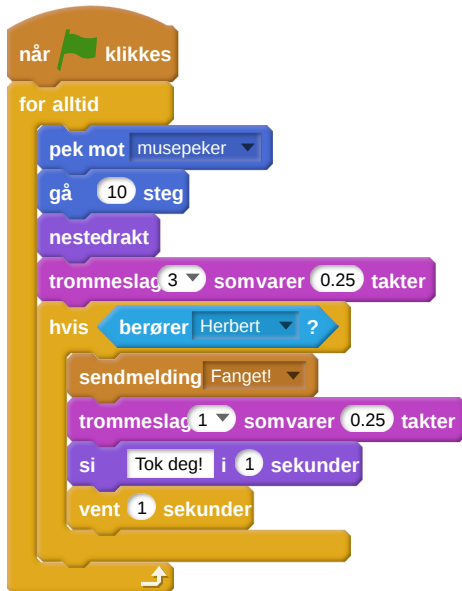 når klikkes
for alltid
pek mot musepeker
gå 10 steg
nestedrakt
trommeslag 3 somvarer 0.25 takter
hvis berører Herbert ?
sendmelding Fanget!
trommeslag 1 somvarer 0.25 takter
si Tok deg! i 1 sekunder
vent 1 sekunder